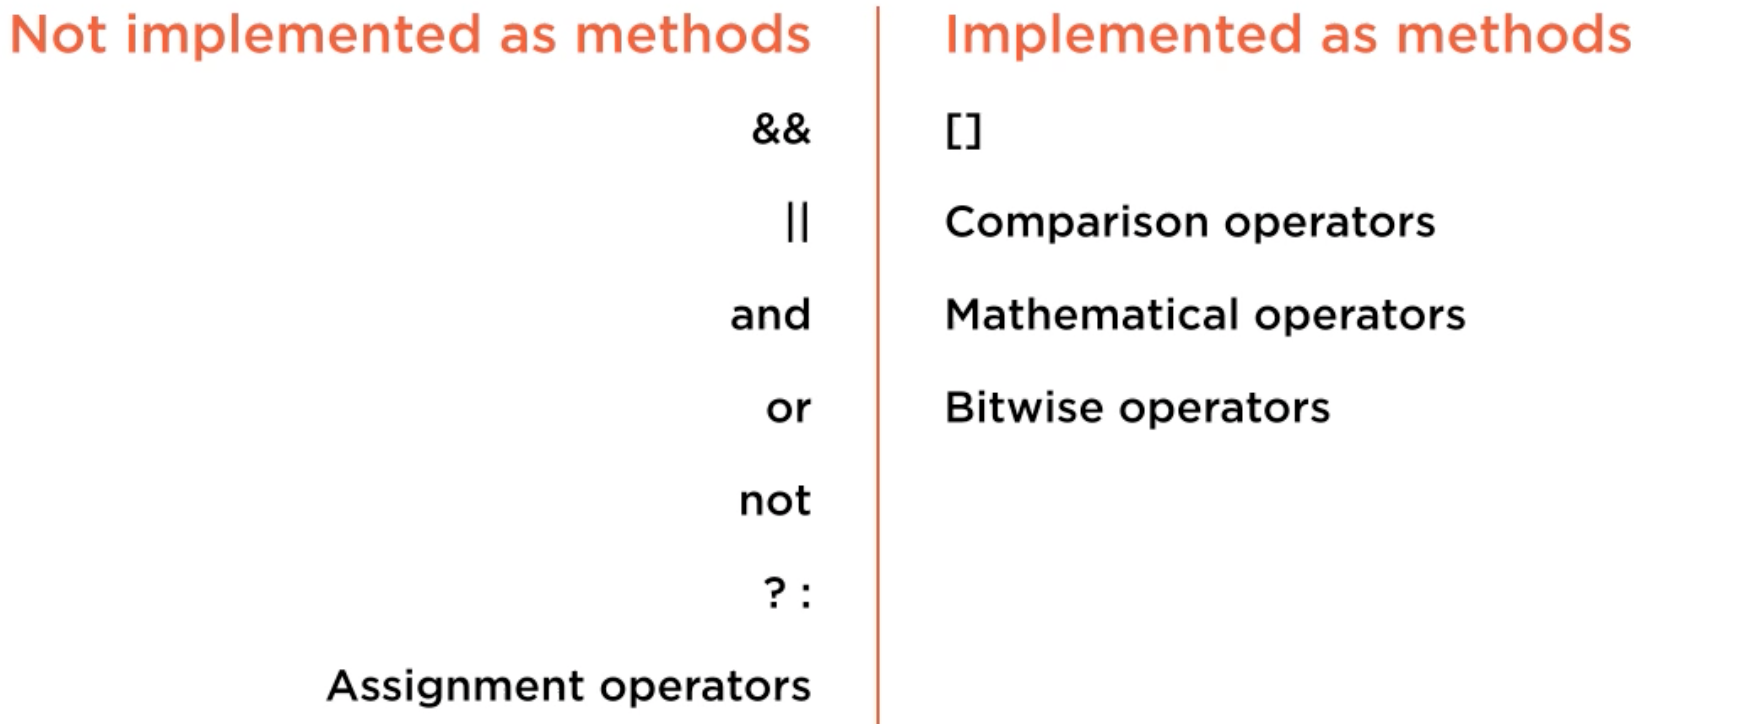 Not implemented as methods
&&
||
and
or
not
? :
Assignment operators
Implemented as methods
[]
Comparison operators
Mathematical operators
Bitwise operators